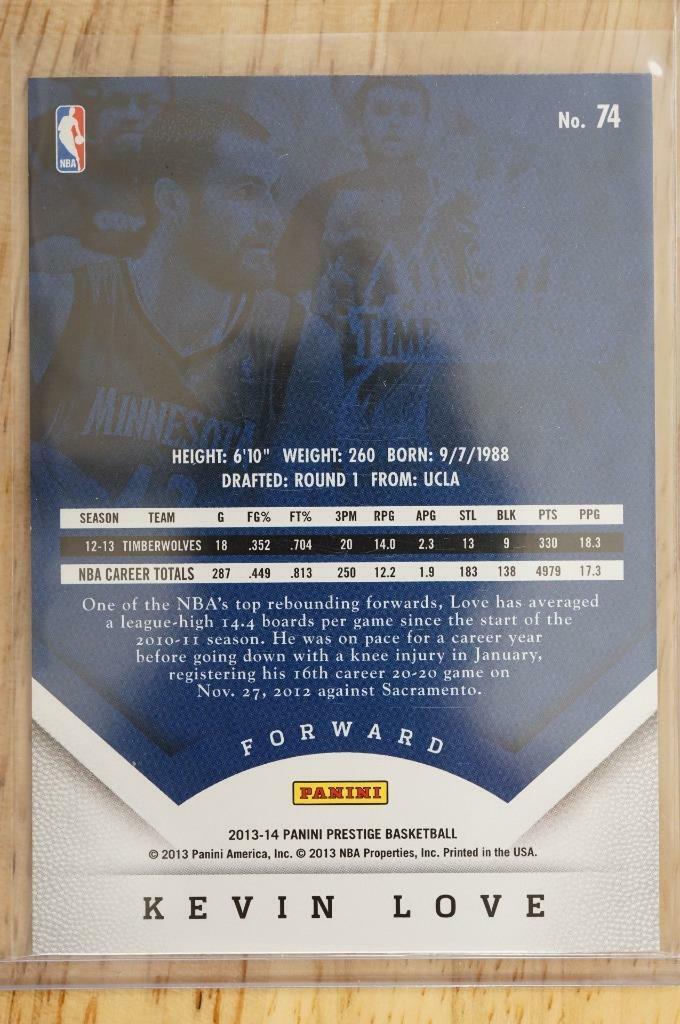 NBA
No. 74
TIMB
MINNESOTA
HEIGHT: 6'10" WEIGHT: 260 BORN: 9/7/1988
DRAFTED: ROUND 1 FROM: UCLA
SEASON TEAM G FG% FT% 3PM RPG APG STL BLK PTS PPG
12-13 TIMBERWOLVES 18 .352 .704 20 14.0 2.3 13 9 330 18.3
NBA CAREER TOTALS 287 .449 .813 250 12.2 1.9 183 138 4979 17.3
One of the NBA's top rebounding forwards, Love has averaged
a league-high 14.4 boards per game since the start of the
2010-11 season. He was on pace for a career year
before going down with a knee injury in January,
registering his 16th career 20-20 game on
Nov. 27, 2012 against Sacramento.
FORWARD
PANINI
2013-14 PANINI PRESTIGE BASKETBALL
© 2013 Panini America, Inc. © 2013 NBA Properties, Inc. Printed in the USA.
KEVIN LOVE